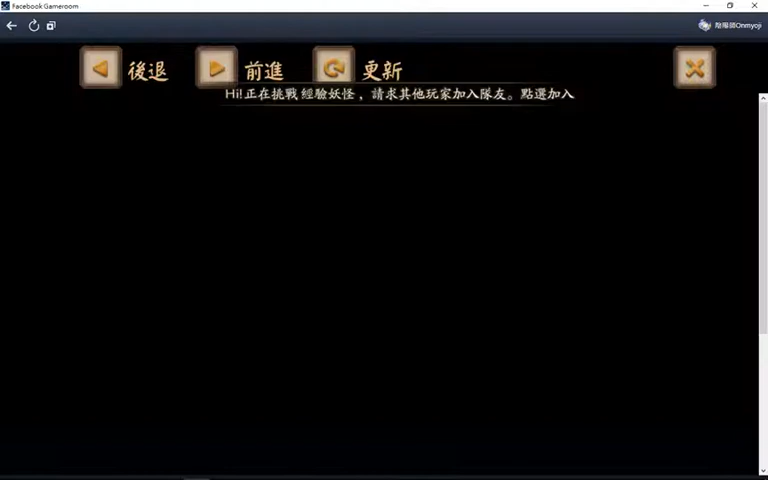 Facebook Gameroom
陰陽師Onmyoji
後退 前進 更新
Hi!正在挑戰 經驗妖怪，請求其他玩家加入隊友。點選加入